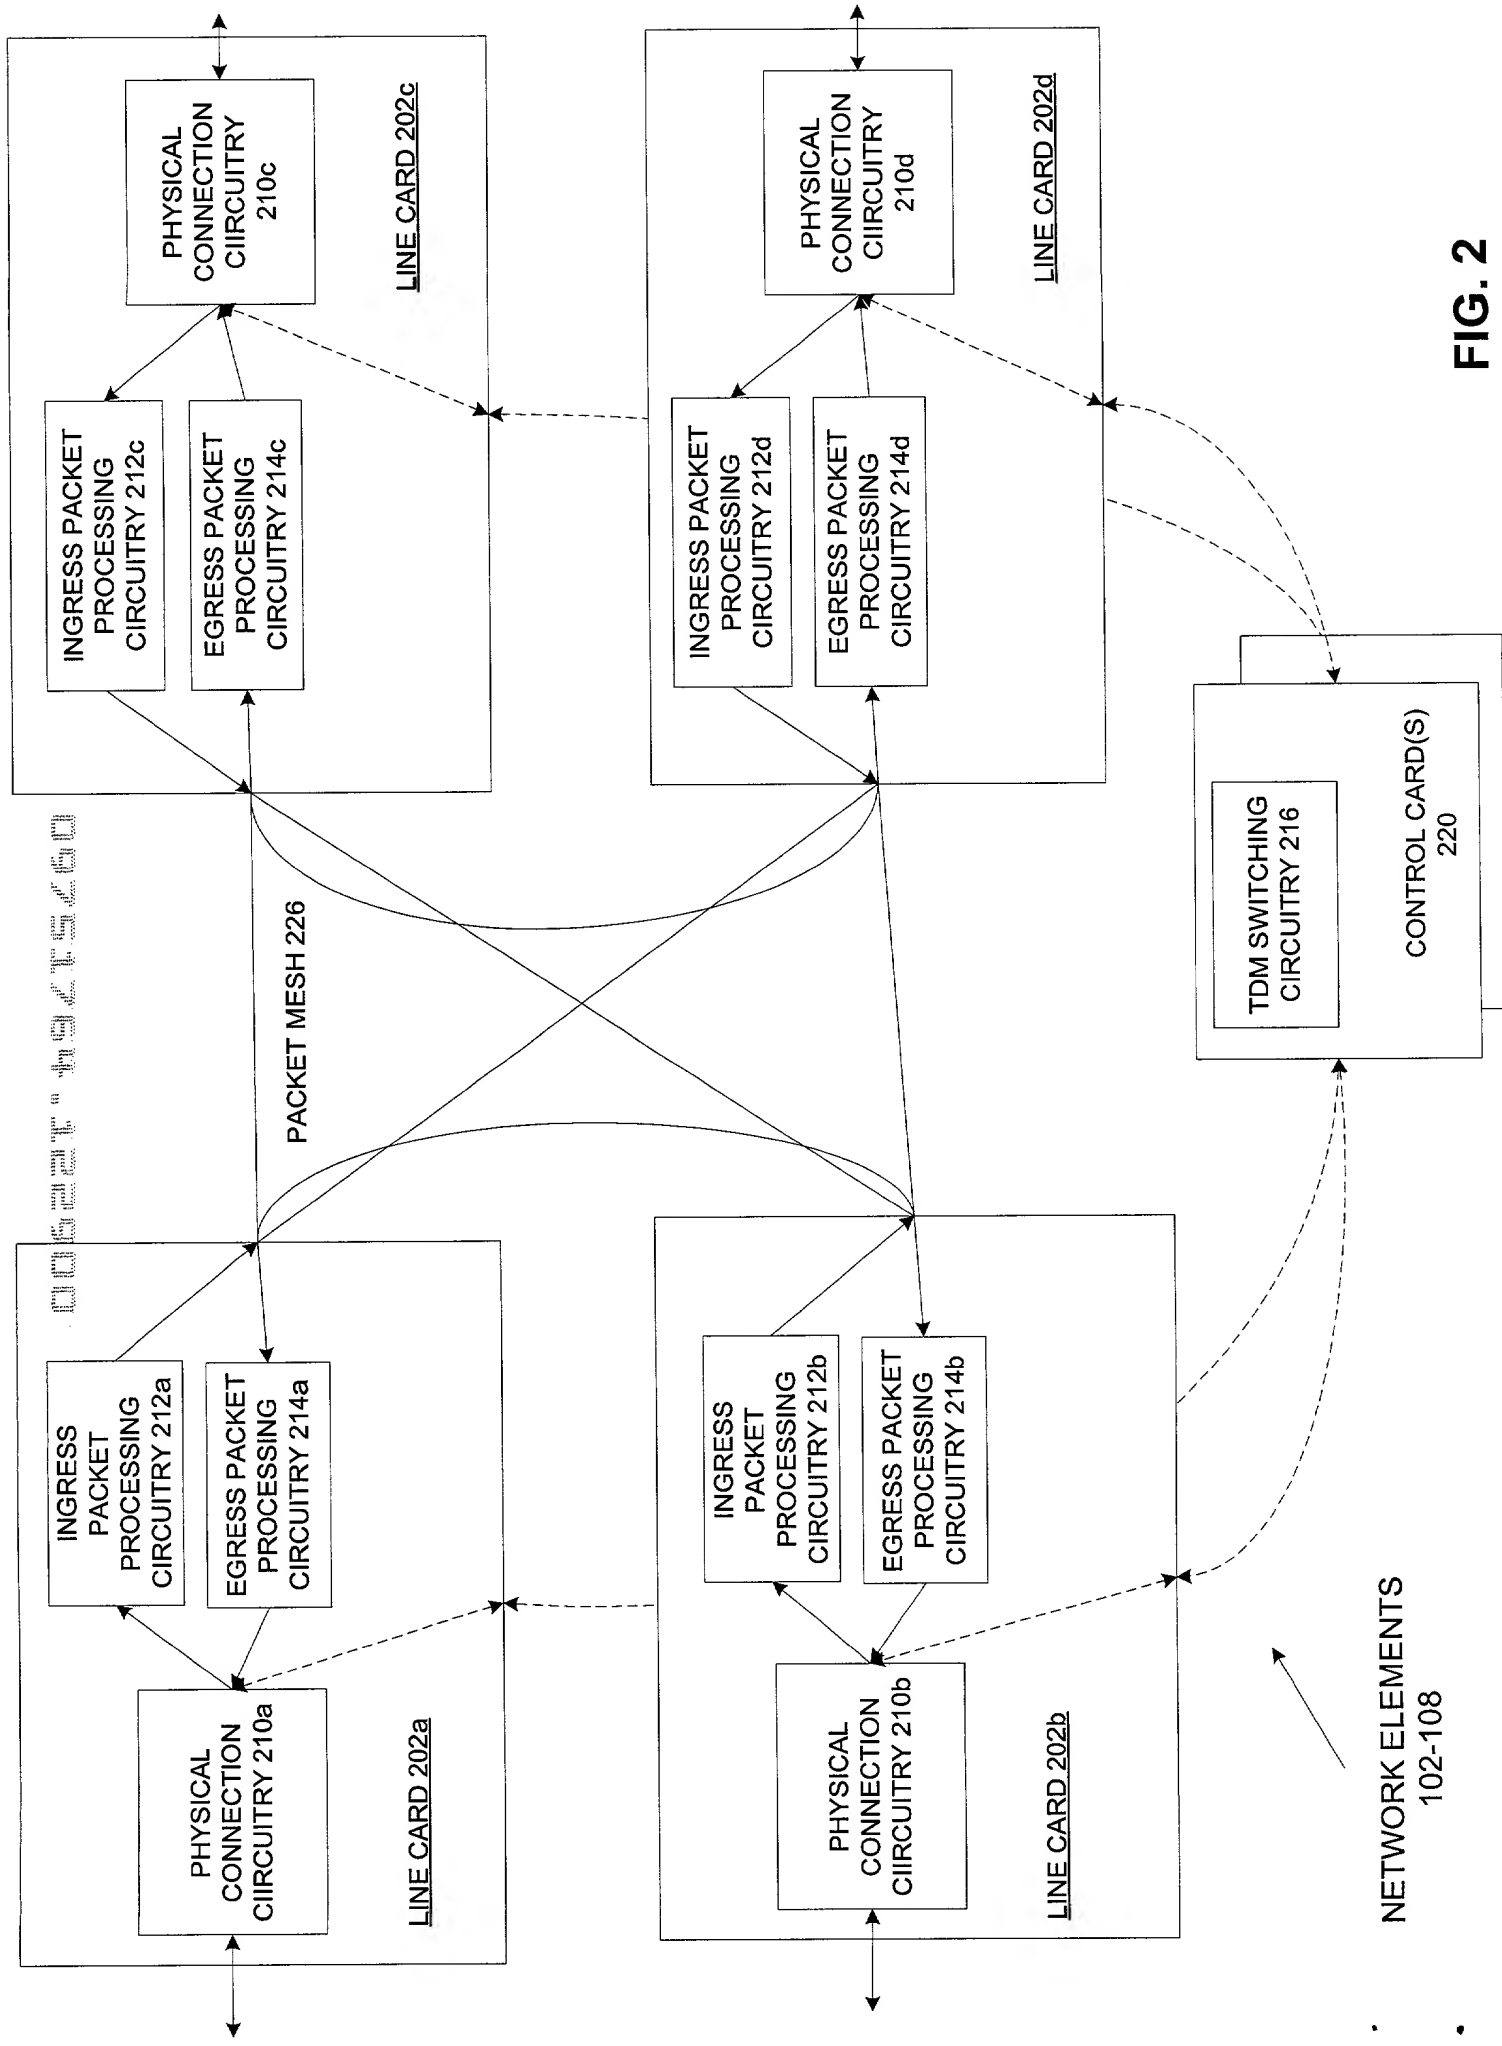 09751764.122900
INGRESS
PACKET
PROCESSING
CIRCUITRY 212a
EGRESS PACKET
PROCESSING
CIRCUITRY 214a
PHYSICAL
CONNECTION
CIIRCUITRY 210a
LINE CARD 202a
PACKET MESH 226
INGRESS PACKET
PROCESSING
CIRCUITRY 212c
EGRESS PACKET
PROCESSING
CIRCUITRY 214c
PHYSICAL
CONNECTION
CIIRCUITRY
210c
LINE CARD 202c
INGRESS
PACKET
PROCESSING
CIRCUITRY 212b
EGRESS PACKET
PROCESSING
CIRCUITRY 214b
PHYSICAL
CONNECTION
CIIRCUITRY 210b
LINE CARD 202b
INGRESS PACKET
PROCESSING
CIRCUITRY 212d
EGRESS PACKET
PROCESSING
CIRCUITRY 214d
PHYSICAL
CONNECTION
CIIRCUITRY
210d
LINE CARD 202d
TDM SWITCHING
CIRCUITRY 216
CONTROL CARD(S)
220
NETWORK ELEMENTS
102-108
FIG. 2